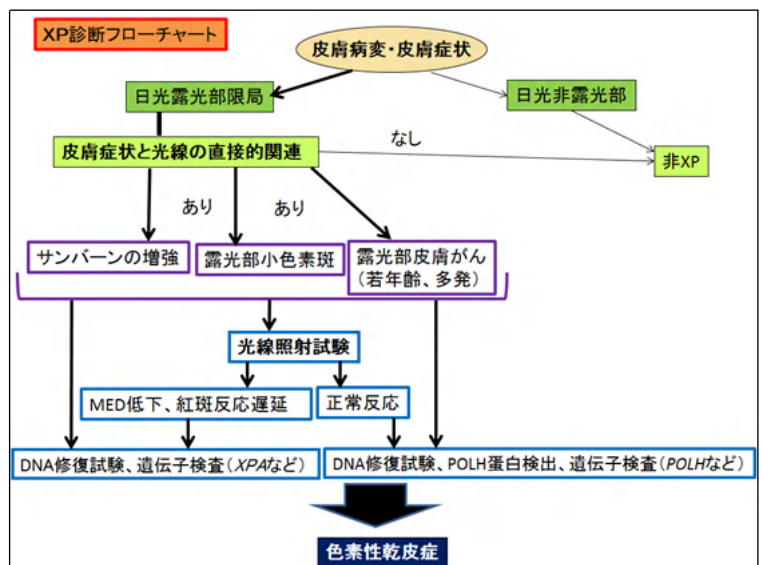 XP診断フローチャート
皮膚病変・皮膚症状
日光露光部限局
日光非露光部
皮膚症状と光線の直接的関連
なし
非XP
あり
あり
サンバーンの増強
露光部小色素斑
露光部皮膚がん
(若年齢、多発)
光線照射試験
MED低下、紅斑反応遅延
正常反応
DNA修復試験、遺伝子検査(XPAなど)
DNA修復試験、POLH蛋白検出、遺伝子検査(POLHなど)
色素性乾皮症